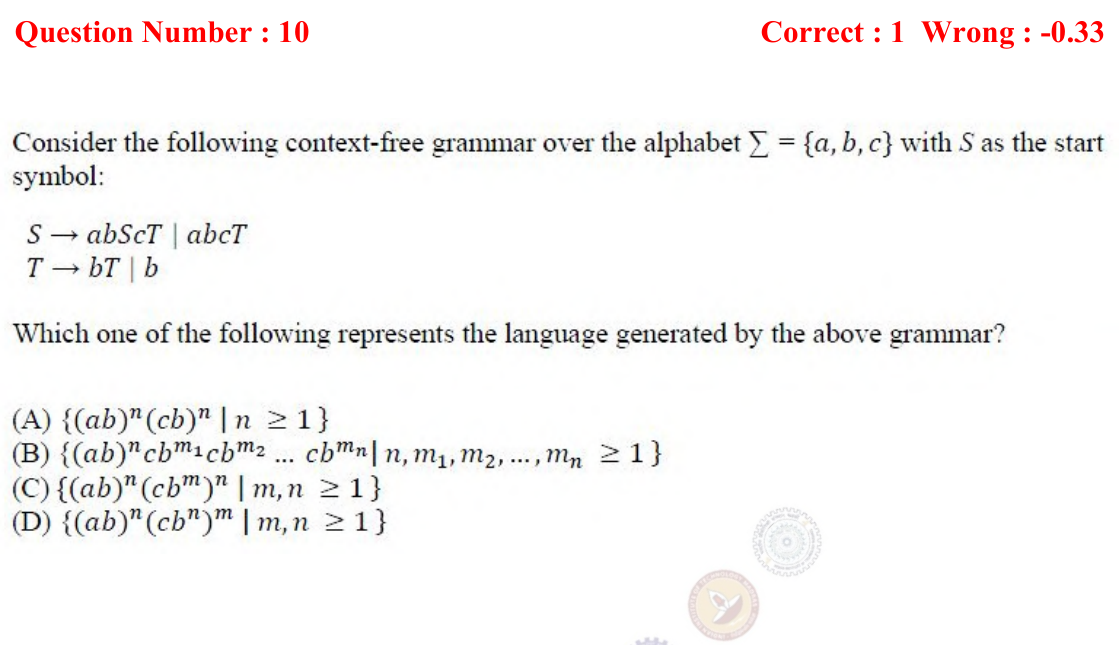 Question Number : 10 Correct : 1 Wrong : -0.33
Consider the following context-free grammar over the alphabet ∑ = {a, b, c} with S as the start
symbol:
S → abScT | abcT
T → bT | b
Which one of the following represents the language generated by the above grammar?
(A) {(ab)ⁿ(cb)ⁿ | n ≥ 1}
(B) {(ab)ⁿcb^{m₁}cb^{m₂} ... cb^{mₙ}| n, m₁, m₂, ..., mₙ ≥ 1}
(C) {(ab)ⁿ(cbᵐ)ⁿ | m, n ≥ 1}
(D) {(ab)ⁿ(cbⁿ)ᵐ | m, n ≥ 1}